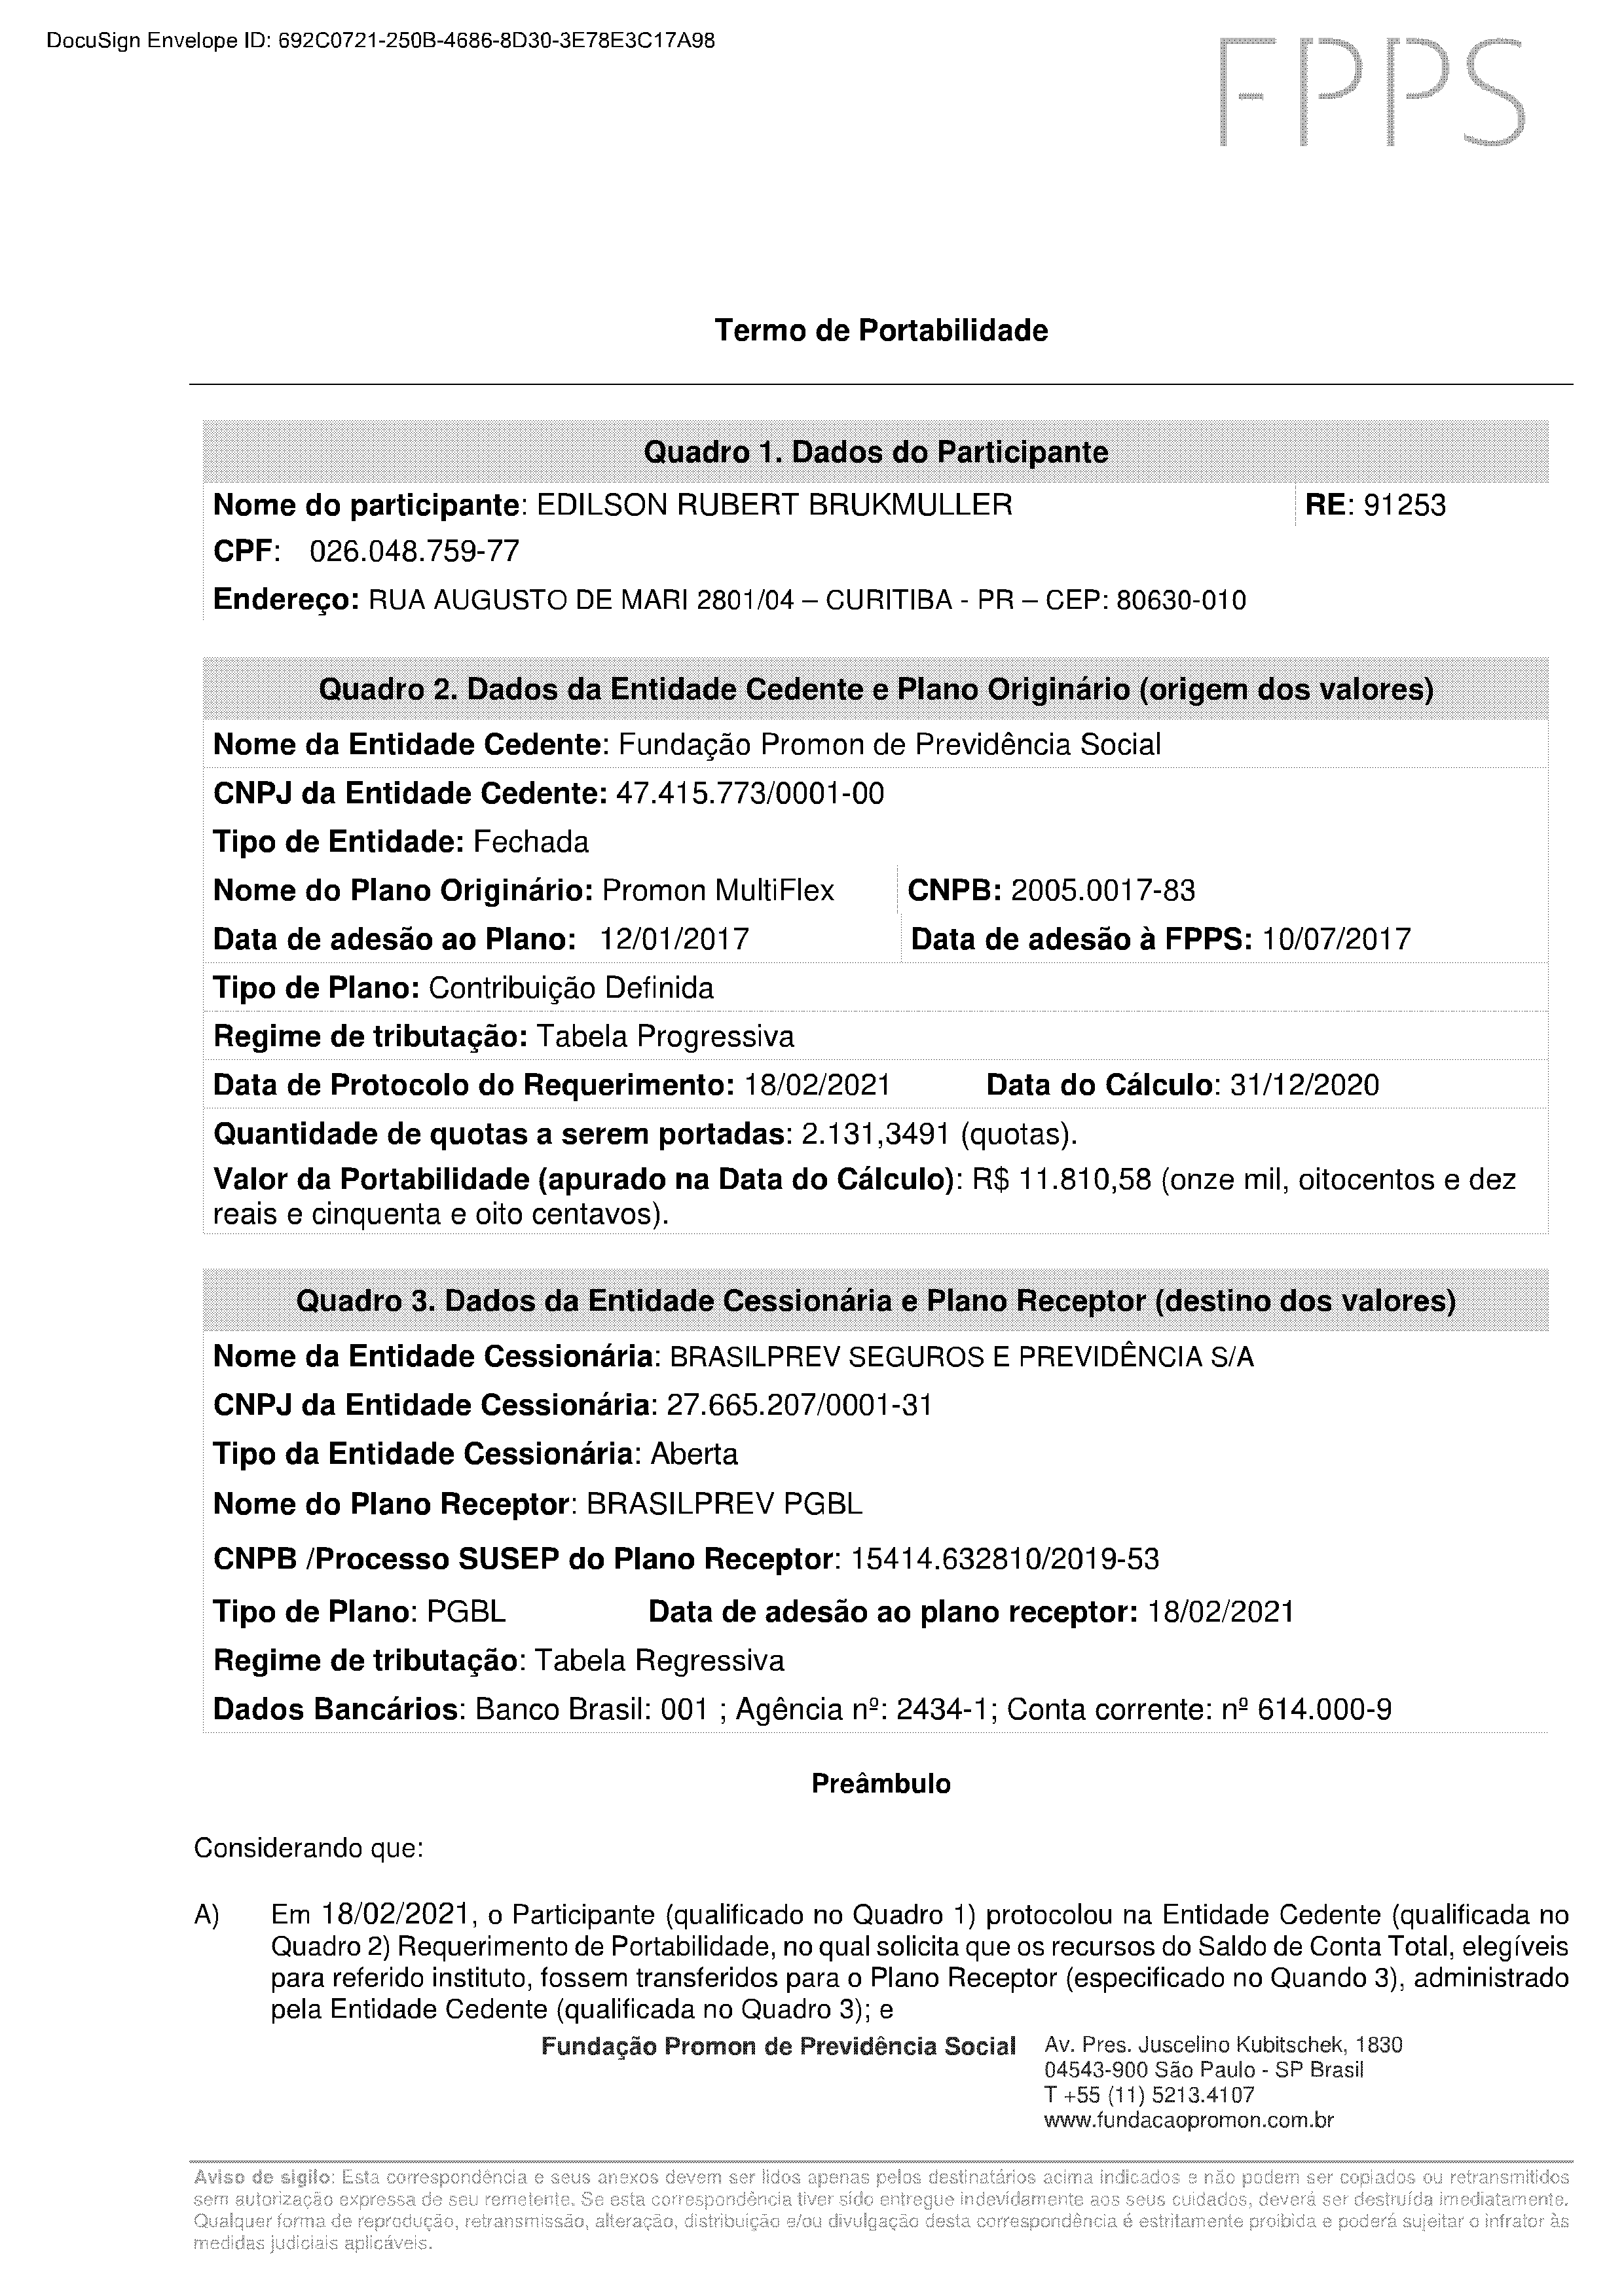 DocuSign Envelope ID: 692C0721-250B-4686-8D30-3E78E3C17A98
FPPS
Termo de Portabilidade
Quadro 1. Dados do Participante
Nome do participante: EDILSON RUBERT BRUKMULLER RE: 91253
CPF: 026.048.759-77
Endereço: RUA AUGUSTO DE MARI 2801/04 – CURITIBA - PR – CEP: 80630-010
Quadro 2. Dados da Entidade Cedente e Plano Originário (origem dos valores)
Nome da Entidade Cedente: Fundação Promon de Previdência Social
CNPJ da Entidade Cedente: 47.415.773/0001-00
Tipo de Entidade: Fechada
Nome do Plano Originário: Promon MultiFlex CNPB: 2005.0017-83
Data de adesão ao Plano: 12/01/2017 Data de adesão à FPPS: 10/07/2017
Tipo de Plano: Contribuição Definida
Regime de tributação: Tabela Progressiva
Data de Protocolo do Requerimento: 18/02/2021 Data do Cálculo: 31/12/2020
Quantidade de quotas a serem portadas: 2.131,3491 (quotas).
Valor da Portabilidade (apurado na Data do Cálculo): R$ 11.810,58 (onze mil, oitocentos e dez
reais e cinquenta e oito centavos).
Quadro 3. Dados da Entidade Cessionária e Plano Receptor (destino dos valores)
Nome da Entidade Cessionária: BRASILPREV SEGUROS E PREVIDÊNCIA S/A
CNPJ da Entidade Cessionária: 27.665.207/0001-31
Tipo da Entidade Cessionária: Aberta
Nome do Plano Receptor: BRASILPREV PGBL
CNPB /Processo SUSEP do Plano Receptor: 15414.632810/2019-53
Tipo de Plano: PGBL Data de adesão ao plano receptor: 18/02/2021
Regime de tributação: Tabela Regressiva
Dados Bancários: Banco Brasil: 001 ; Agência nº: 2434-1; Conta corrente: nº 614.000-9
Preâmbulo
Considerando que:
A) Em 18/02/2021, o Participante (qualificado no Quadro 1) protocolou na Entidade Cedente (qualificada no
Quadro 2) Requerimento de Portabilidade, no qual solicita que os recursos do Saldo de Conta Total, elegíveis
para referido instituto, fossem transferidos para o Plano Receptor (especificado no Quando 3), administrado
pela Entidade Cedente (qualificada no Quadro 3); e
Fundação Promon de Previdência Social Av. Pres. Juscelino Kubitschek, 1830
04543-900 São Paulo - SP Brasil
T +55 (11) 5213.4107
www.fundacaopromon.com.br
Aviso de sigilo: Esta correspondência e seus anexos devem ser lidos apenas pelos destinatários acima indicados e não podem ser copiados ou retransmitidos
sem autorização expressa de seu remetente. Se esta correspondência tiver sido entregue indevidamente aos seus cuidados, deverá ser destruída imediatamente.
Qualquer forma de reprodução, retransmissão, alteração, distribuição e/ou divulgação desta correspondência é estritamente proibida e poderá sujeitar o infrator às
medidas judiciais aplicáveis.